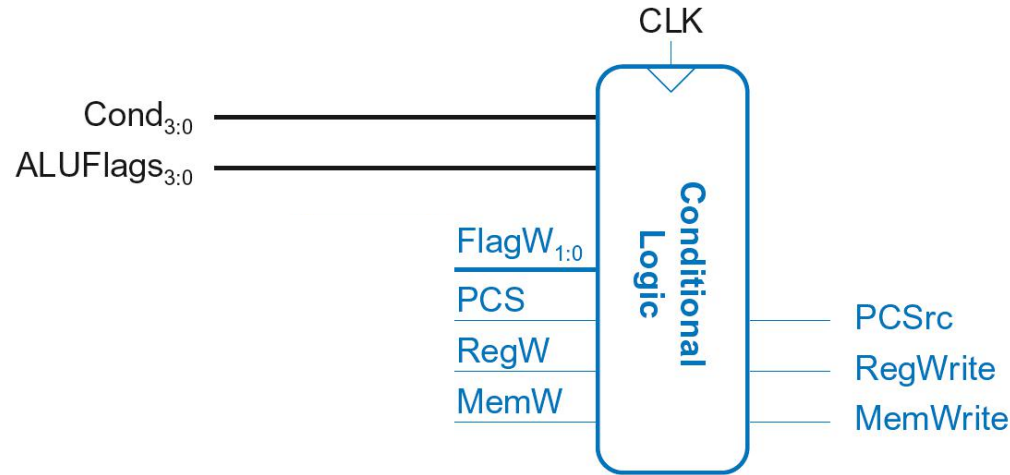 CLK
Cond3:0
ALUFlags3:0
FlagW1:0
PCS
RegW
MemW
Conditional
Logic
PCSrc
RegWrite
MemWrite